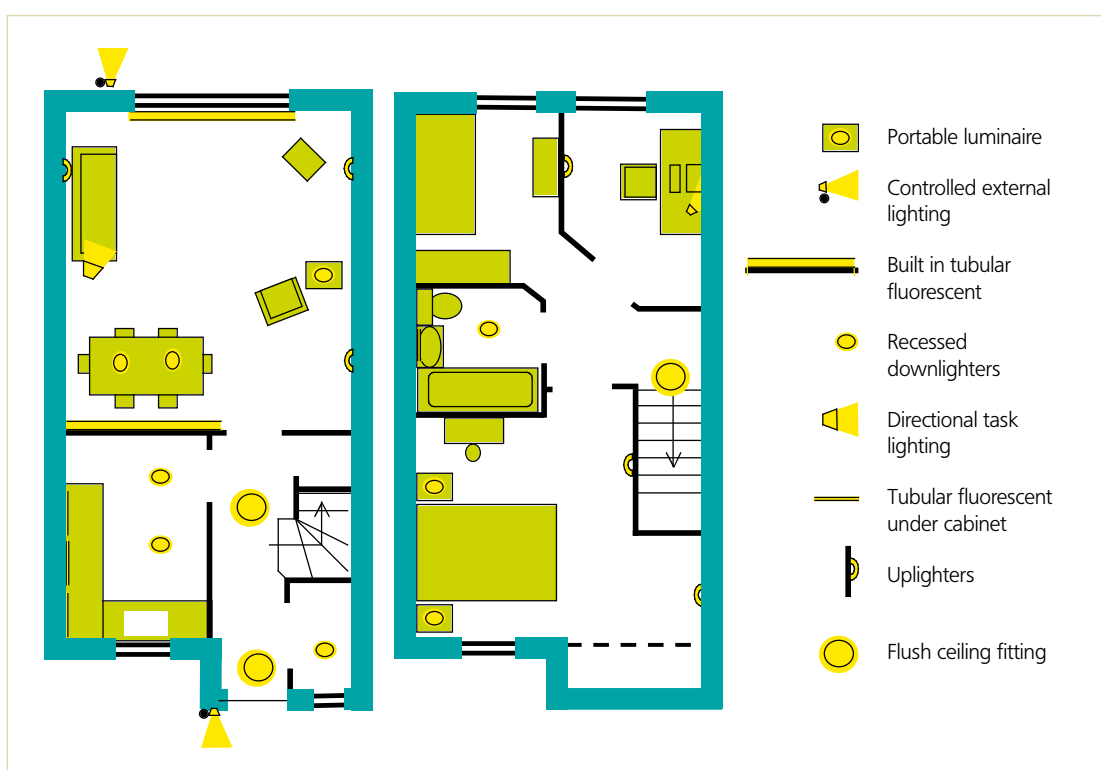 Portable luminaire
Controlled external
lighting
Built in tubular
fluorescent
Recessed
downlighters
Directional task
lighting
Tubular fluorescent
under cabinet
Uplighters
Flush ceiling fitting